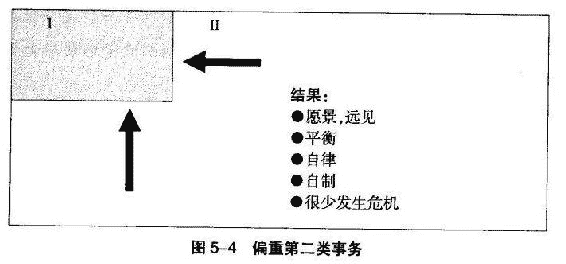 I
II
结果:
●愿景,远见
●平衡
●自律
●自制
●很少发生危机
图 5-4 偏重第二类事务